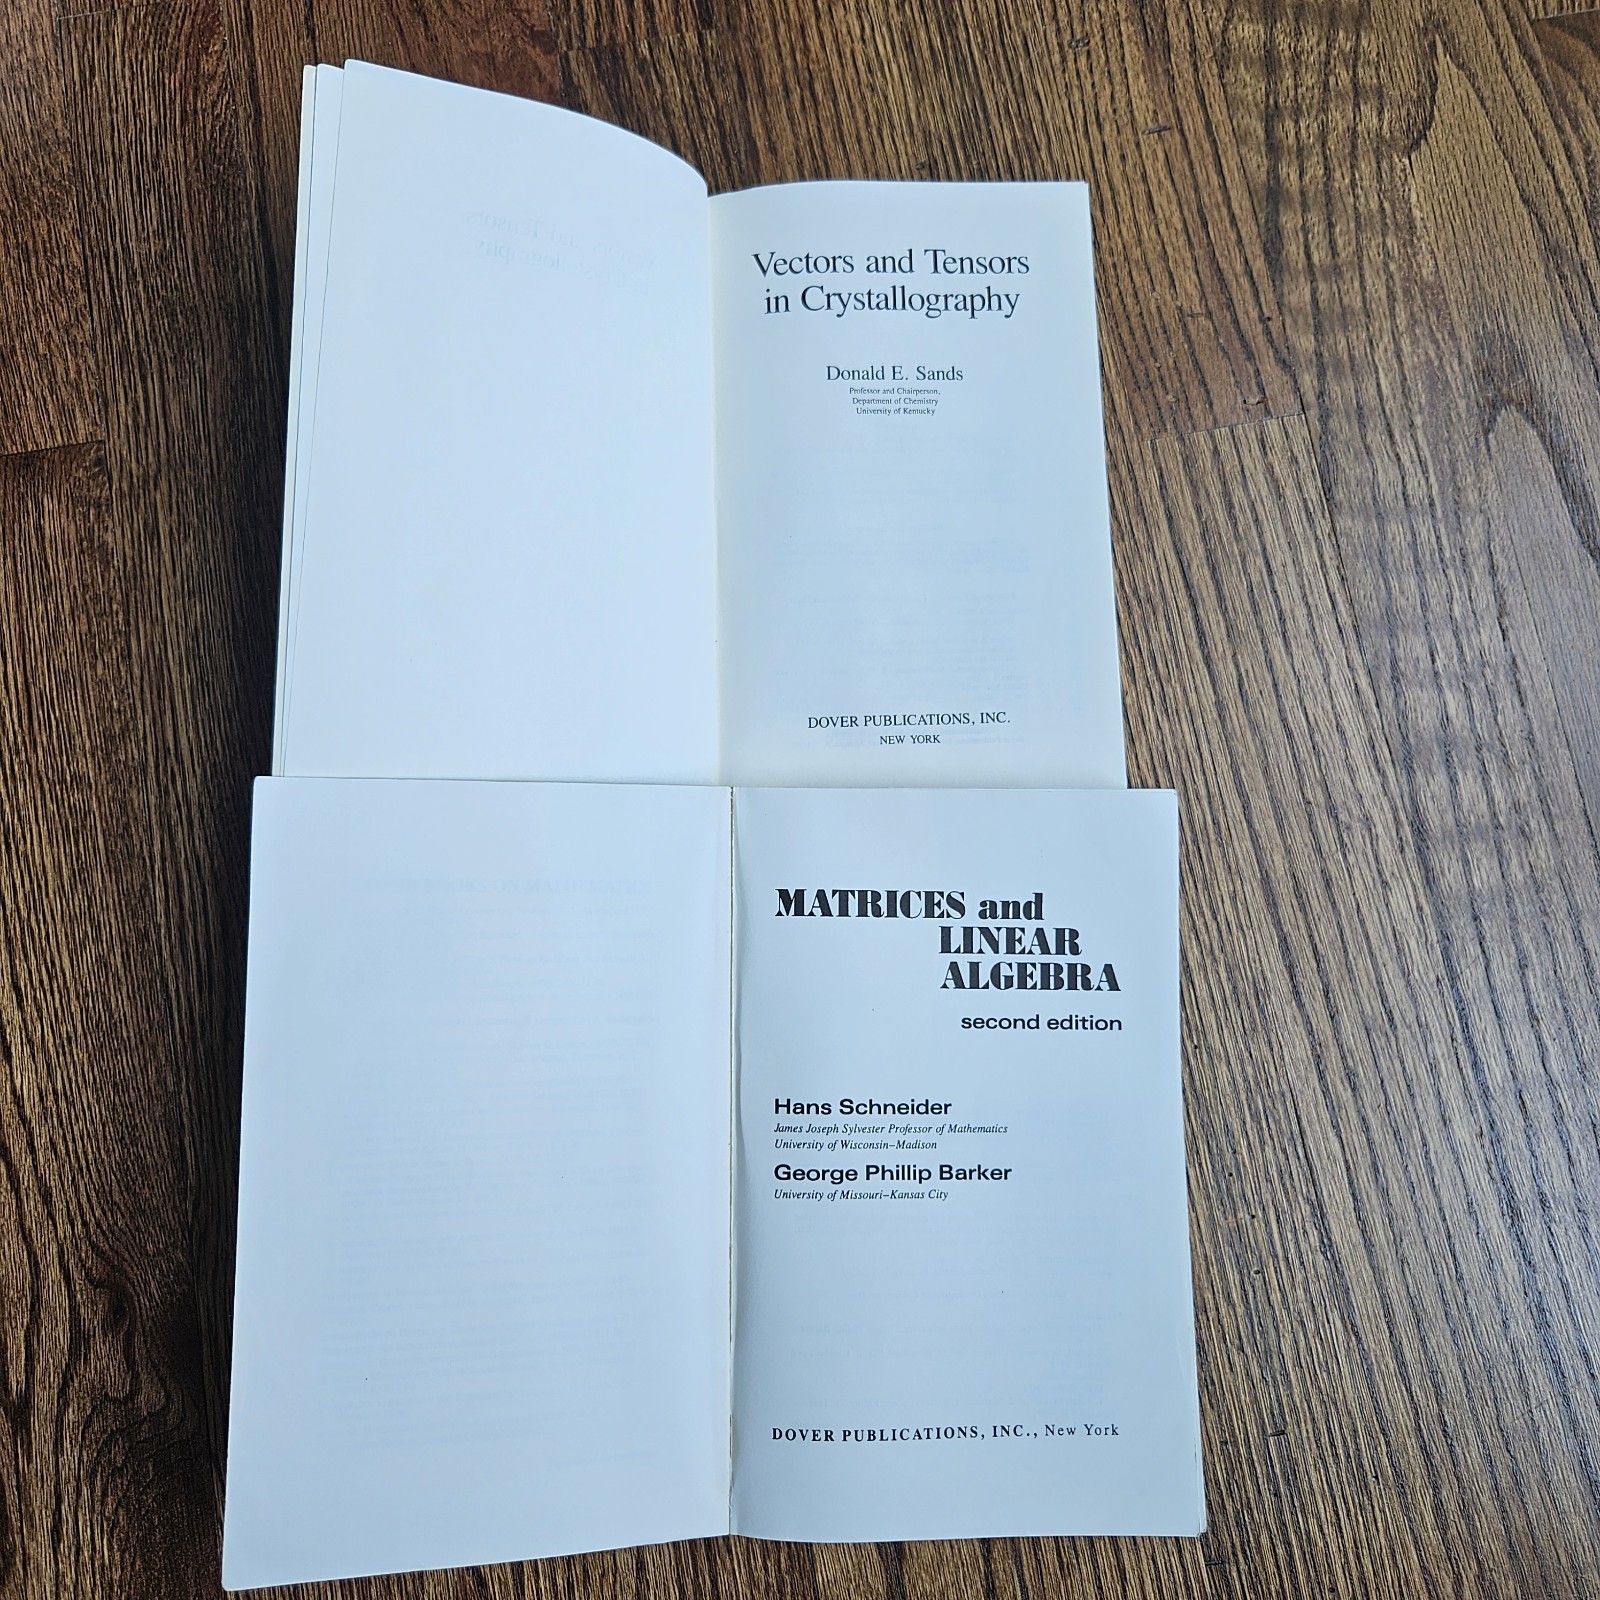 Vectors and Tensors
in Crystallography
Donald E. Sands
Professor and Chairperson,
Department of Chemistry
University of Kentucky
DOVER PUBLICATIONS, INC.
NEW YORK
MATRICES and
LINEAR
ALGEBRA
second edition
Hans Schneider
James Joseph Sylvester Professor of Mathematics
University of Wisconsin–Madison
George Phillip Barker
University of Missouri–Kansas City
DOVER PUBLICATIONS, INC., New York